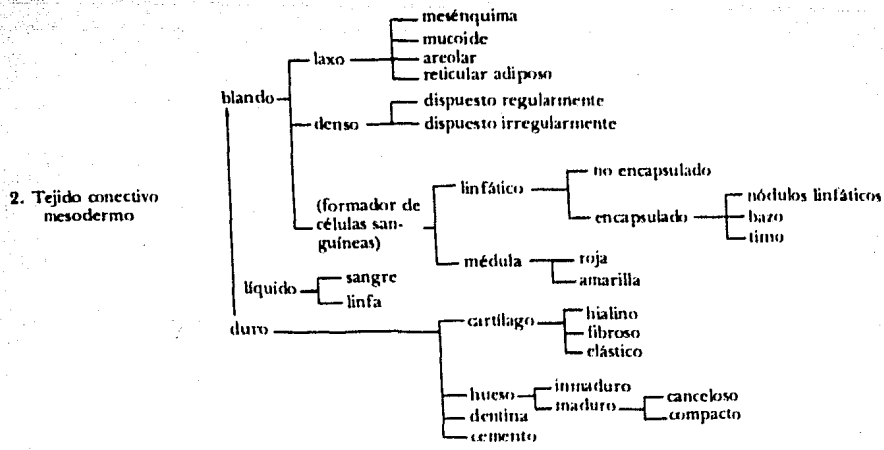 mesénquima
mucoide
laxo
areolar
reticular adiposo
blando
dispuesto regularmente
denso
dispuesto irregularmente
2. Tejido conectivo
mesodermo
no encapsulado
linfático
(formador de
células san-
guíneas)
encapsulado
nódulos linfáticos
bazo
timo
médula
roja
amarilla
líquido
sangre
linfa
duro
cartílago
hialino
fibroso
elástico
hueso
inmaduro
maduro
canceloso
compacto
dentina
cemento